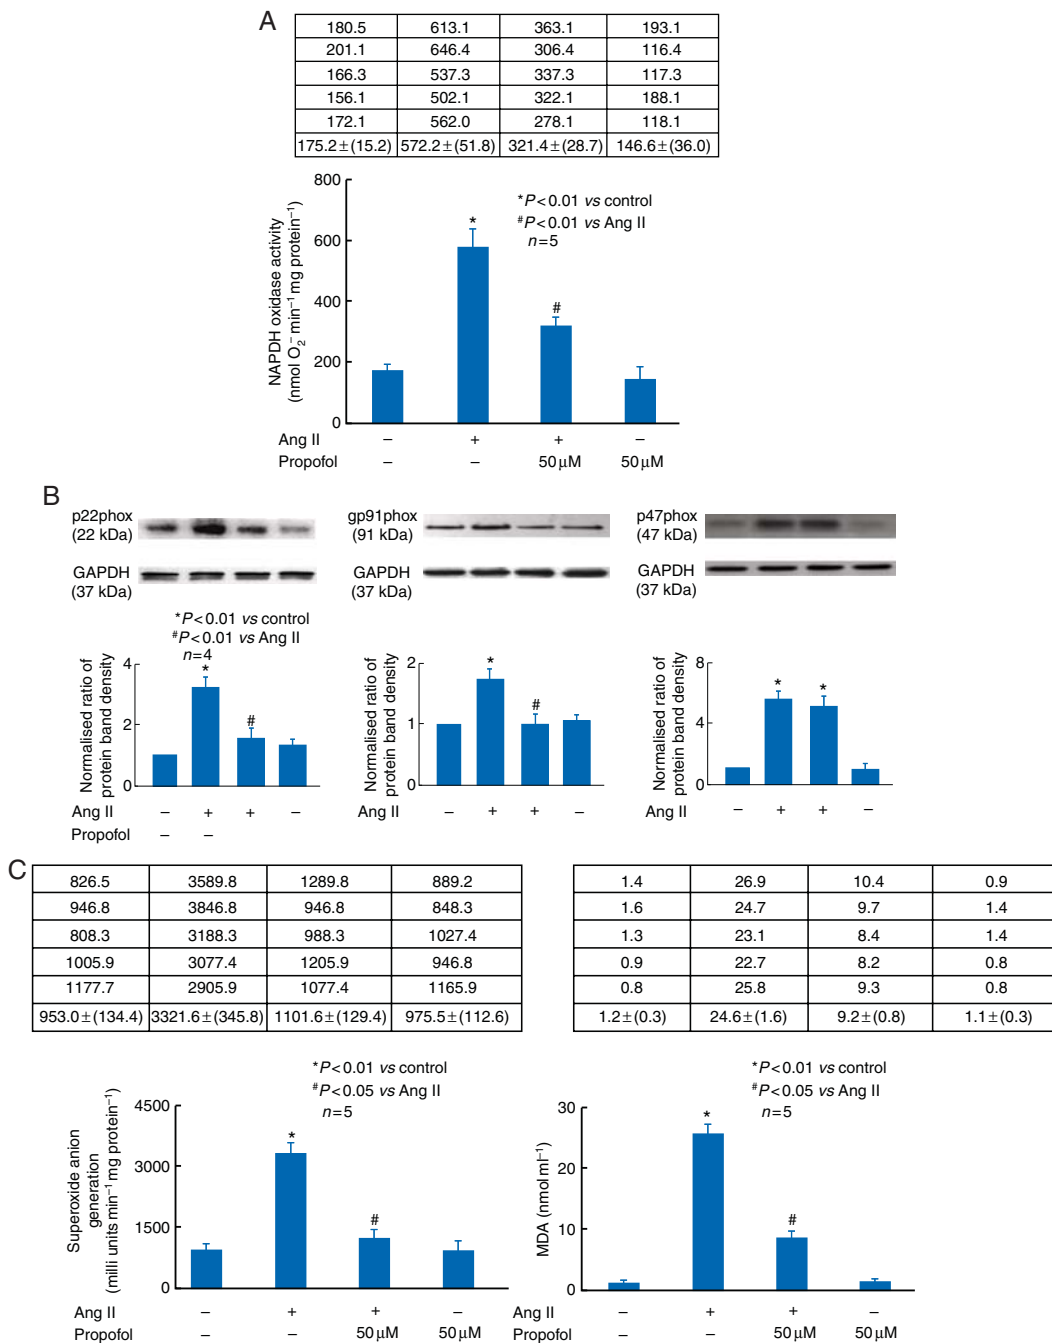 A
180.5 613.1 363.1 193.1
201.1 646.4 306.4 116.4
166.3 537.3 337.3 117.3
156.1 502.1 322.1 188.1
172.1 562.0 278.1 118.1
175.2±(15.2) 572.2±(51.8) 321.4±(28.7) 146.6±(36.0)
NAPDH oxidase activity
(nmol O₂⁻ min⁻¹ mg protein⁻¹)
800
600
400
200
0
*P<0.01 vs control
#P<0.01 vs Ang II
n=5
*
#
Ang II − + + −
Propofol − − 50 µM 50 µM
B
p22phox
(22 kDa)
GAPDH
(37 kDa)
gp91phox
(91 kDa)
GAPDH
(37 kDa)
p47phox
(47 kDa)
GAPDH
(37 kDa)
*P<0.01 vs control
#P<0.01 vs Ang II
n=4
Normalised ratio of
protein band density
4
2
0
*
#
Ang II − + + −
Propofol − −
Normalised ratio of
protein band density
2
1
0
*
#
Ang II − + + −
Normalised ratio of
protein band density
8
4
0
*
*
Ang II − + + −
C
826.5 3589.8 1289.8 889.2
946.8 3846.8 946.8 848.3
808.3 3188.3 988.3 1027.4
1005.9 3077.4 1205.9 946.8
1177.7 2905.9 1077.4 1165.9
953.0±(134.4) 3321.6±(345.8) 1101.6±(129.4) 975.5±(112.6)
1.4 26.9 10.4 0.9
1.6 24.7 9.7 1.4
1.3 23.1 8.4 1.4
0.9 22.7 8.2 0.8
0.8 25.8 9.3 0.8
1.2±(0.3) 24.6±(1.6) 9.2±(0.8) 1.1±(0.3)
*P<0.01 vs control
#P<0.05 vs Ang II
n=5
Superoxide anion
generation
(milli units min⁻¹ mg protein⁻¹)
4500
3000
1500
0
*
#
Ang II − + + −
Propofol − − 50 µM 50 µM
*P<0.01 vs control
#P<0.05 vs Ang II
n=5
MDA (nmol ml⁻¹)
30
20
10
0
*
#
Ang II − + + −
Propofol − − 50 µM 50 µM